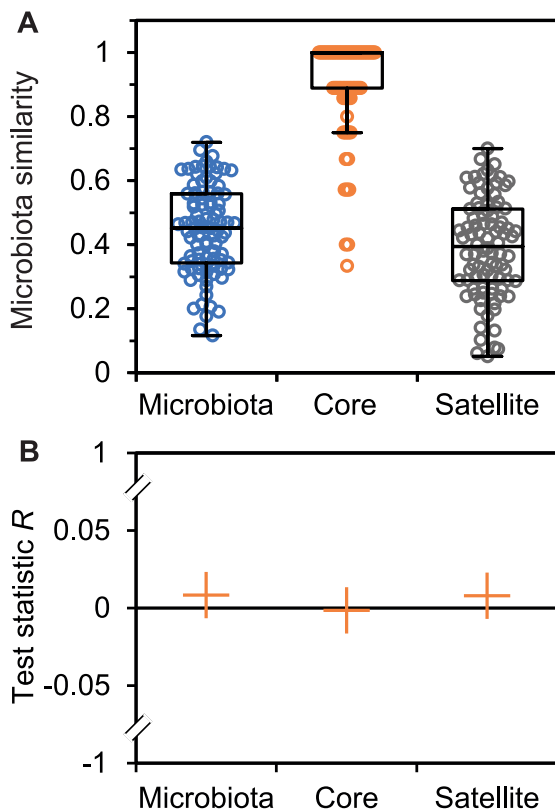 A
Microbiota similarity
1
0.8
0.6
0.4
0.2
0
Microbiota Core Satellite
B
Test statistic R
1
0.05
0
-0.05
-1
Microbiota Core Satellite